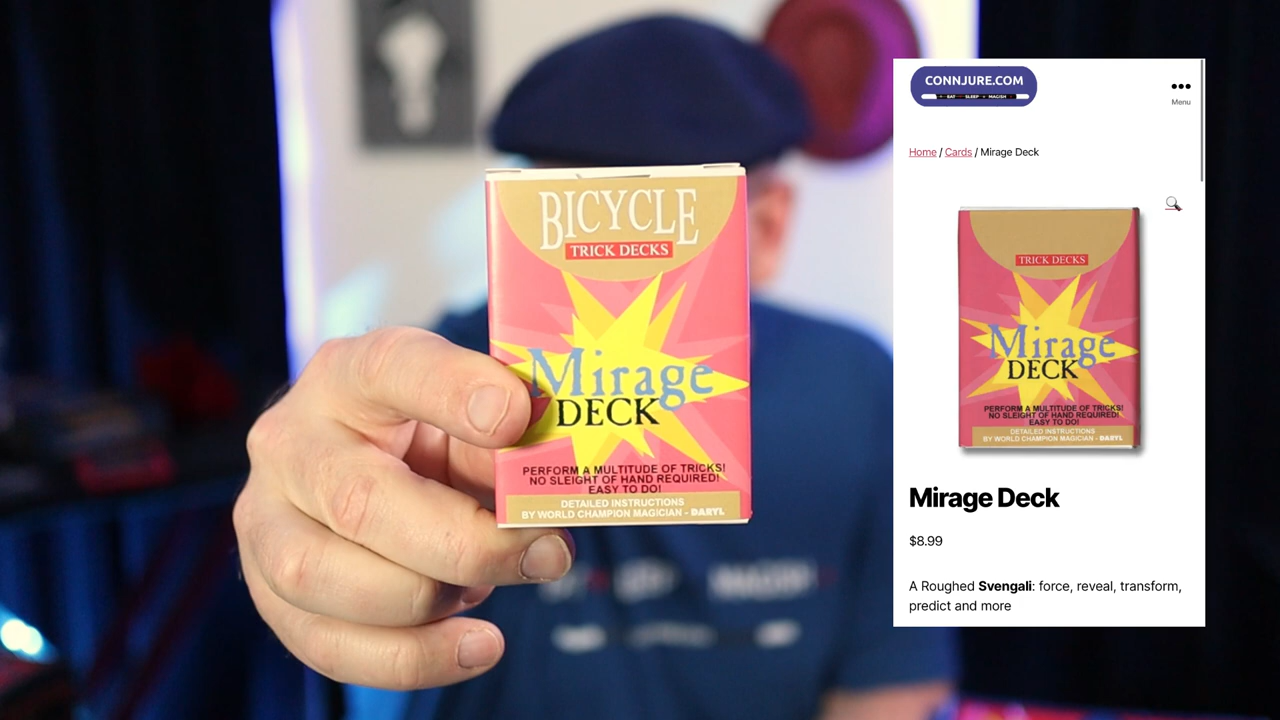 BICYCLE
TRICK DECKS
Mirage
DECK
PERFORM A MULTITUDE OF TRICKS!
NO SLEIGHT OF HAND REQUIRED!
EASY TO DO!
DETAILED INSTRUCTIONS
BY WORLD CHAMPION MAGICIAN - DARYL
MAGISH
CONNJURE.COM
EAT SLEEP MAGISH
Menu
Home / Cards / Mirage Deck
TRICK DECKS
Mirage
DECK
PERFORM A MULTITUDE OF TRICKS!
NO SLEIGHT OF HAND REQUIRED!
EASY TO DO!
DETAILED INSTRUCTIONS
BY WORLD CHAMPION MAGICIAN - DARYL
Mirage Deck
$8.99
A Roughed Svengali: force, reveal, transform,
predict and more